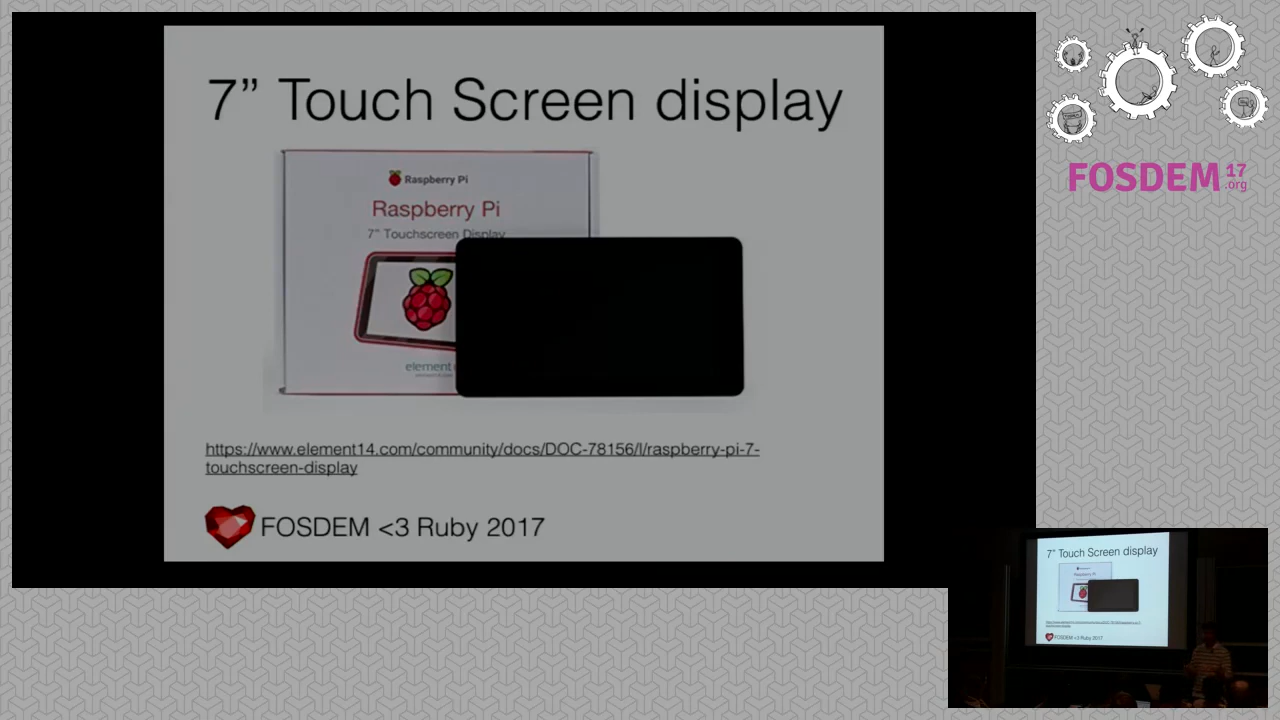 7” Touch Screen display
Raspberry Pi
Raspberry Pi
7” Touchscreen Display
element
https://www.element14.com/community/docs/DOC-78156/l/raspberry-pi-7-
touchscreen-display
FOSDEM <3 Ruby 2017
FOSDEM 17
.org
7” Touch Screen display
FOSDEM <3 Ruby 2017